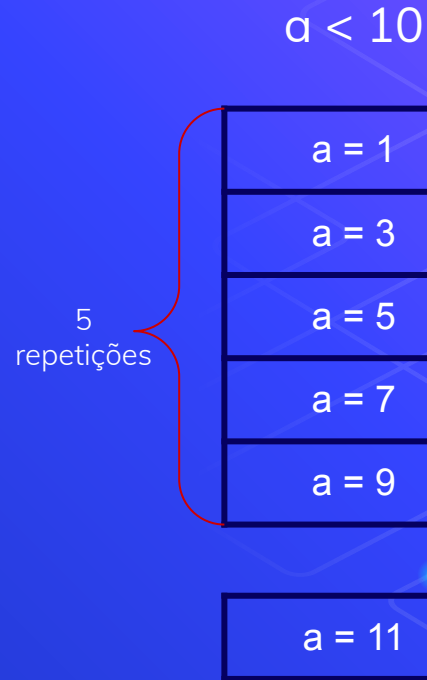 a < 10
a = 1
a = 3
5
repetições
a = 5
a = 7
a = 9
a = 11